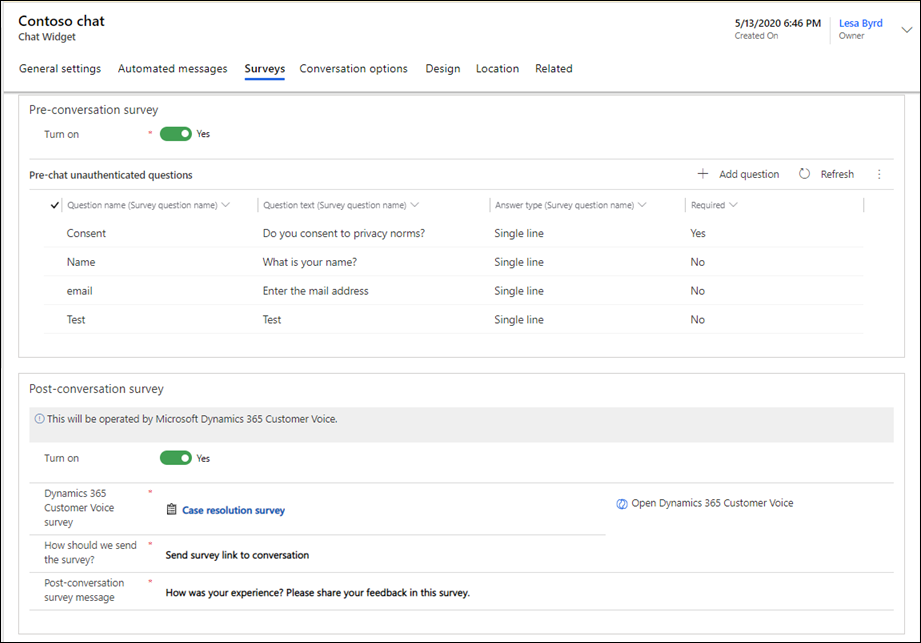 Contoso chat
Chat Widget
5/13/2020 6:46 PM
Created On
Lesa Byrd
Owner
General settings Automated messages Surveys Conversation options Design Location Related
Pre-conversation survey
Turn on * Yes
Pre-chat unauthenticated questions + Add question Refresh
Question name (Survey question name) Question text (Survey question name) Answer type (Survey question name) Required
Consent Do you consent to privacy norms? Single line Yes
Name What is your name? Single line No
email Enter the mail address Single line No
Test Test Single line No
Post-conversation survey
This will be operated by Microsoft Dynamics 365 Customer Voice.
Turn on Yes
Dynamics 365
Customer Voice
survey
*
Case resolution survey
Open Dynamics 365 Customer Voice
How should we send
the survey?
*
Send survey link to conversation
Post-conversation
survey message
*
How was your experience? Please share your feedback in this survey.